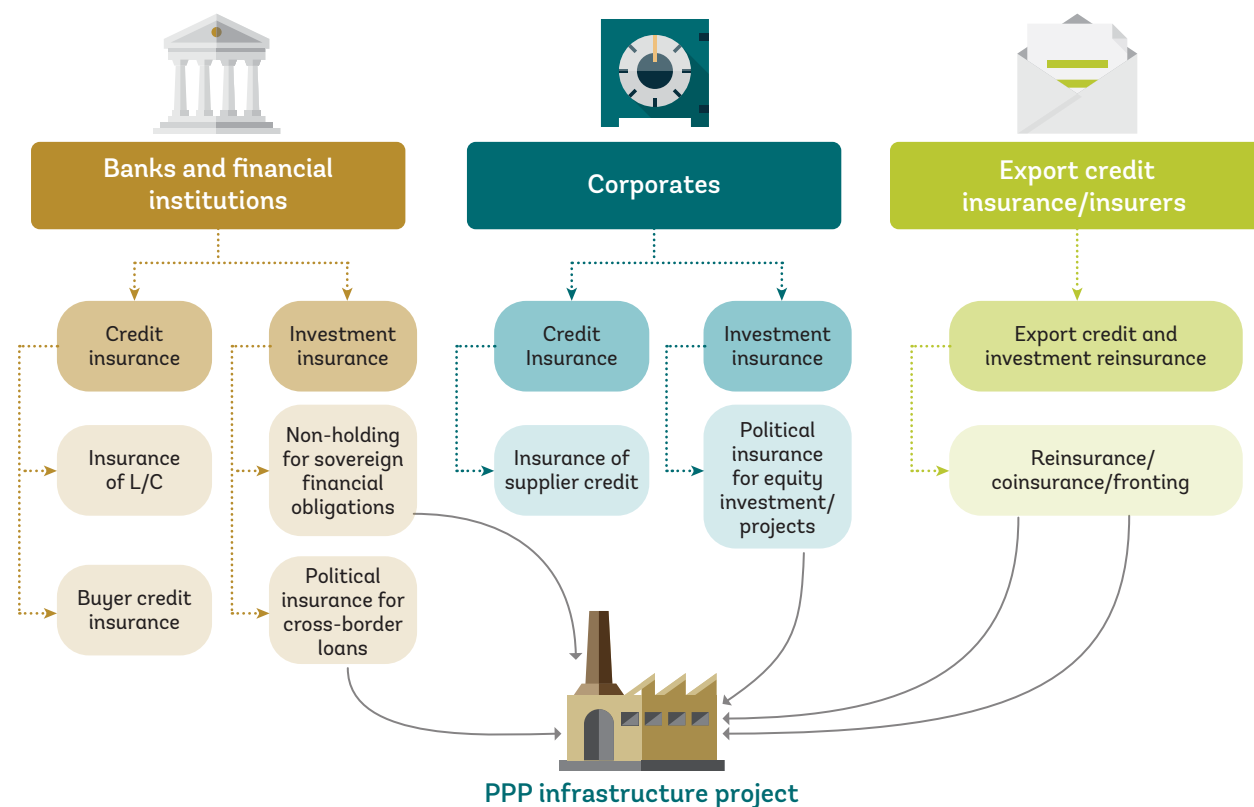 Banks and financial
institutions
Corporates
Export credit
insurance/insurers
Credit
insurance
Investment
insurance
Credit
Insurance
Investment
insurance
Export credit and
investment reinsurance
Insurance
of L/C
Non-holding
for sovereign
financial
obligations
Insurance of
supplier credit
Political
insurance
for equity
investment/
projects
Reinsurance/
coinsurance/fronting
Buyer credit
insurance
Political
insurance for
cross-border
loans
PPP infrastructure project